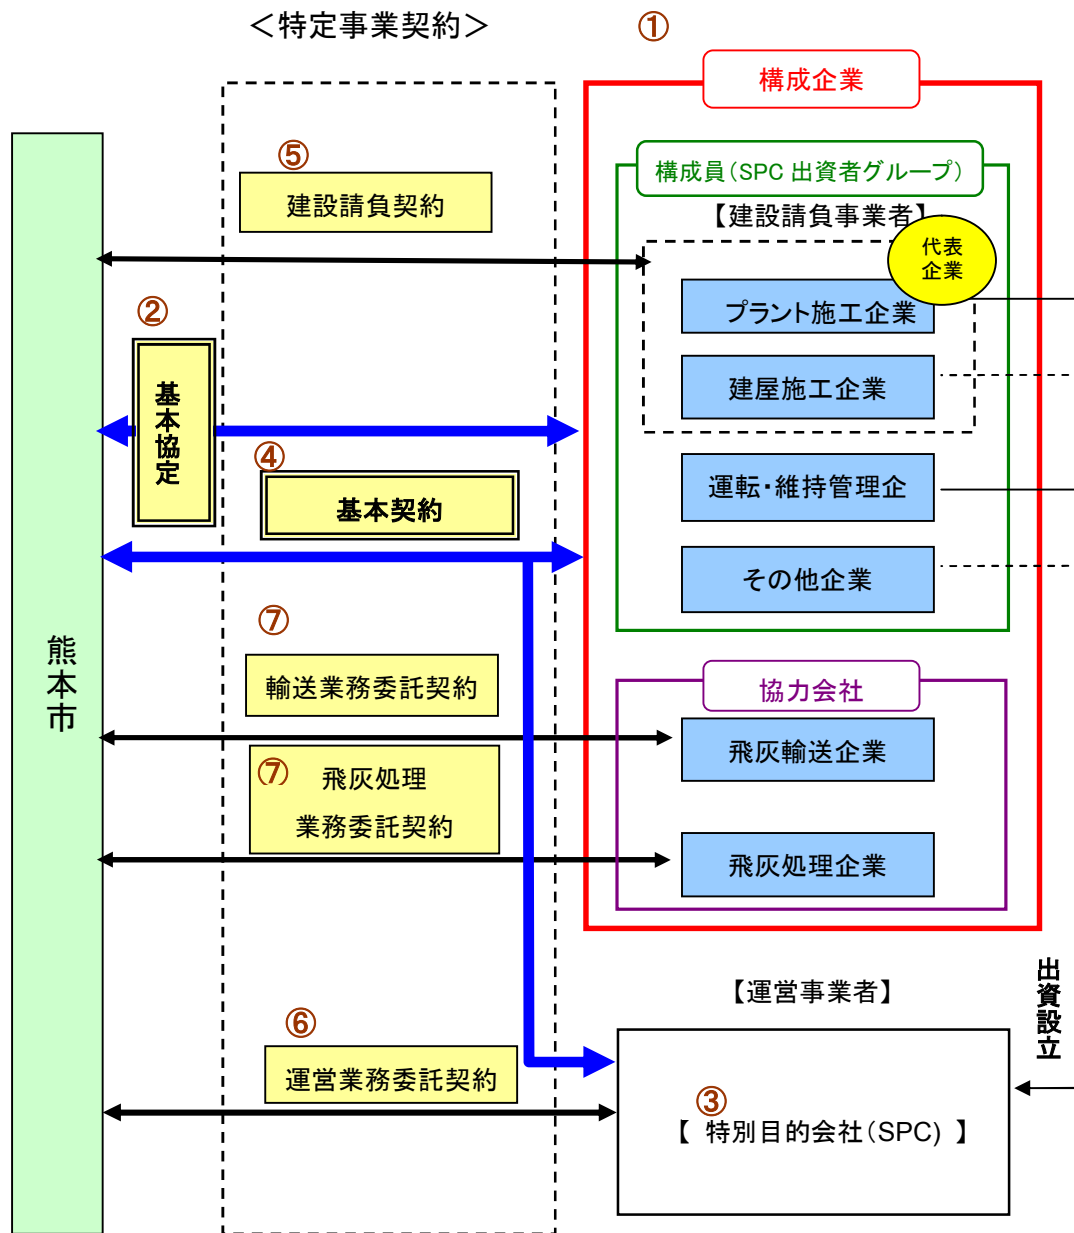 ＜特定事業契約＞
①
構成企業
構成員（SPC 出資者グループ）
【建設請負事業者】
代表
企業
⑤
建設請負契約
プラント施工企業
②
基本協定
建屋施工企業
④
基本契約
運転・維持管理企
その他企業
熊本市
⑦
輸送業務委託契約
協力会社
飛灰輸送企業
⑦
飛灰処理
業務委託契約
飛灰処理企業
出資設立
【運営事業者】
⑥
運営業務委託契約
③
【 特別目的会社（SPC) 】